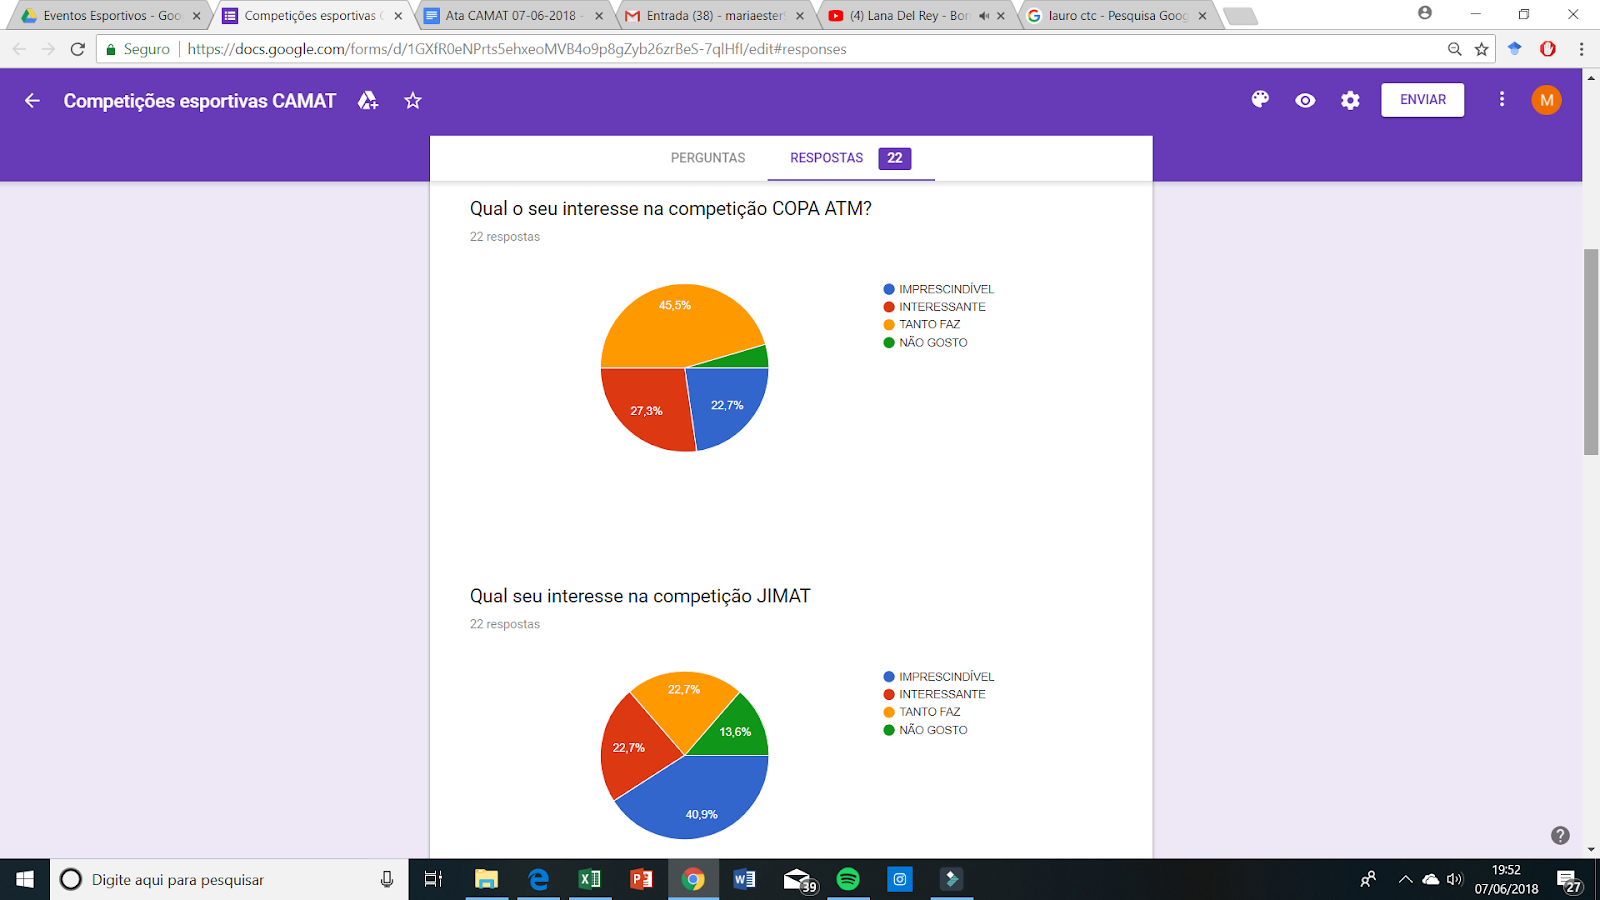 Eventos Esportivos - Goo
Competições esportivas C
Ata CAMAT 07-06-2018 -
Entrada (38) - mariaester
(4) Lana Del Rey - Bor
lauro ctc - Pesquisa Goog
Seguro
https://docs.google.com/forms/d/1GXfR0eNPrts5ehxeoMVB4o9p8gZyb26zrBeS-7qlHfI/edit#responses
Competições esportivas CAMAT
ENVIAR
M
PERGUNTAS
RESPOSTAS 22
Qual o seu interesse na competição COPA ATM?
22 respostas
45,5%
27,3%
22,7%
IMPRESCINDÍVEL
INTERESSANTE
TANTO FAZ
NÃO GOSTO
Qual seu interesse na competição JIMAT
22 respostas
22,7%
13,6%
22,7%
40,9%
IMPRESCINDÍVEL
INTERESSANTE
TANTO FAZ
NÃO GOSTO
Digite aqui para pesquisar
39
19:52
07/06/2018
27